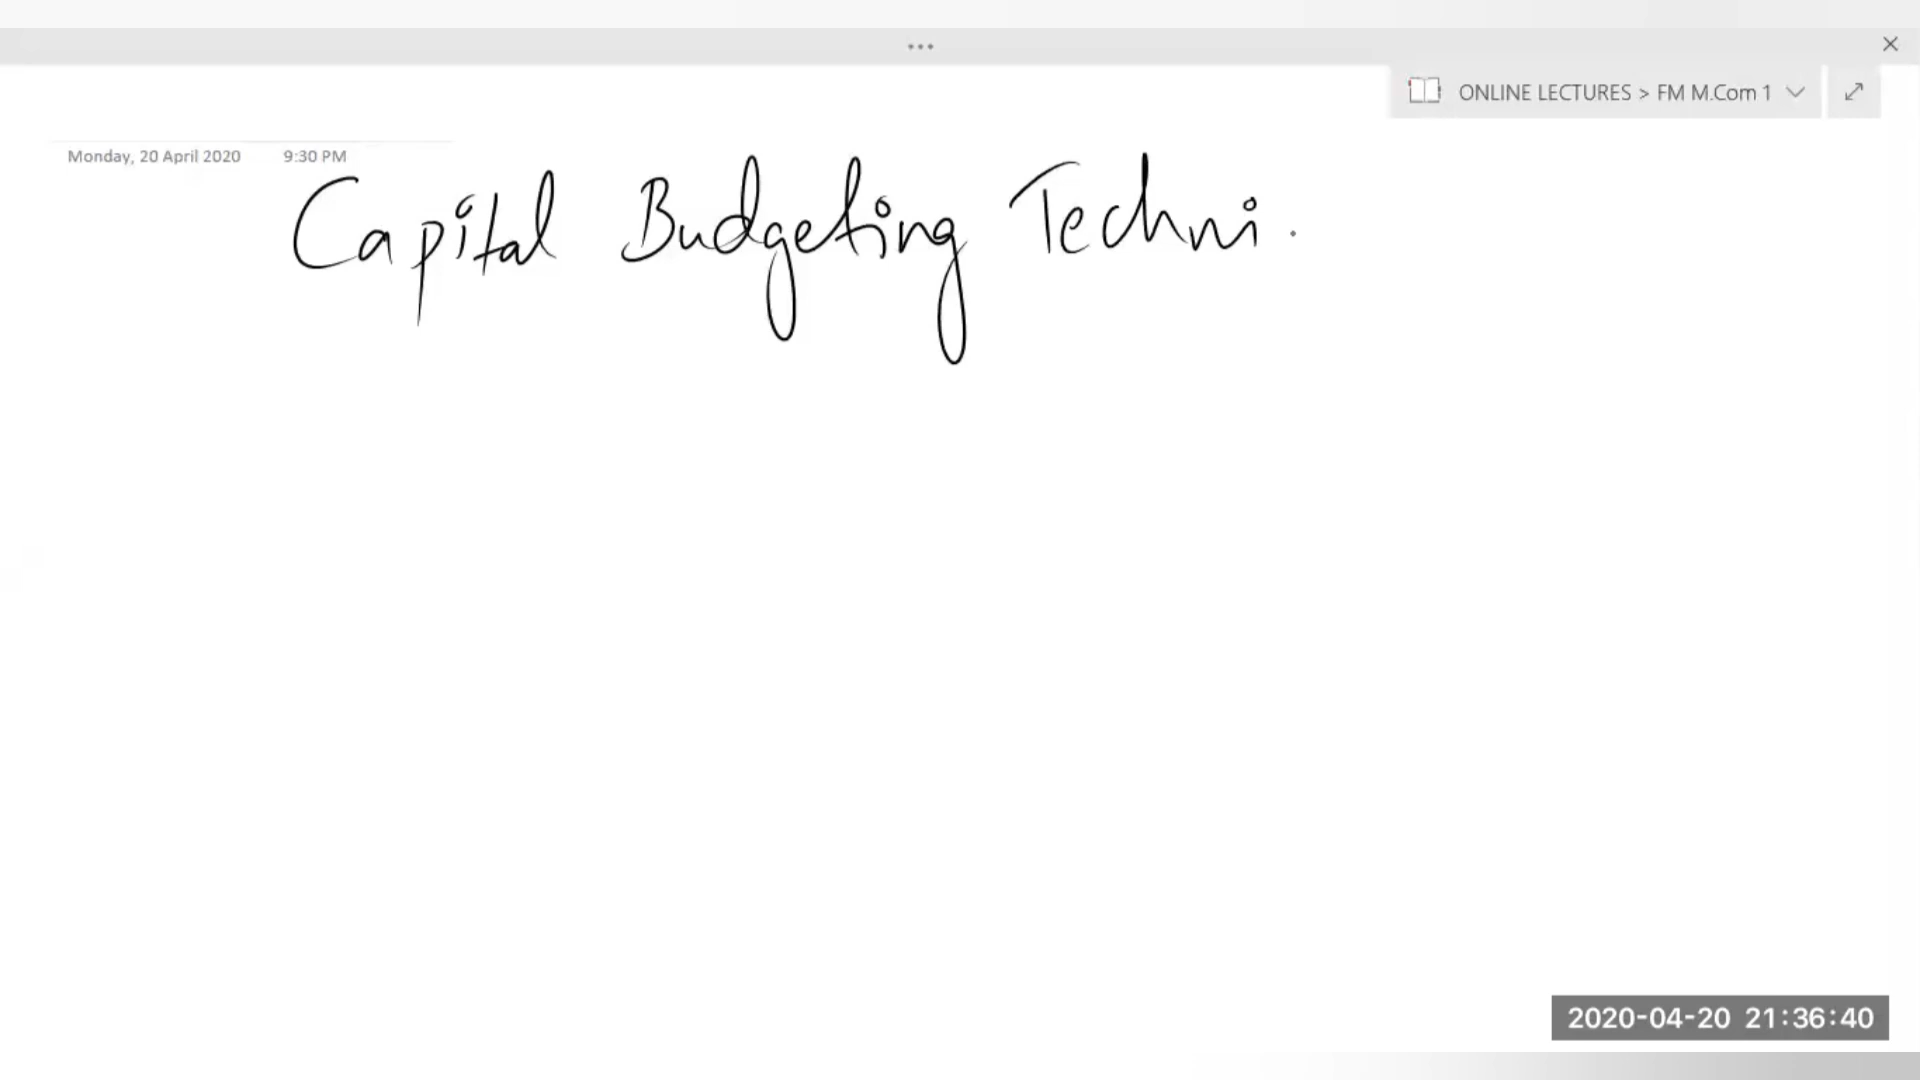 ONLINE LECTURES > FM M.Com 1
Monday, 20 April 2020 9:30 PM
Capital Budgeting Techni
2020-04-20 21:36:40